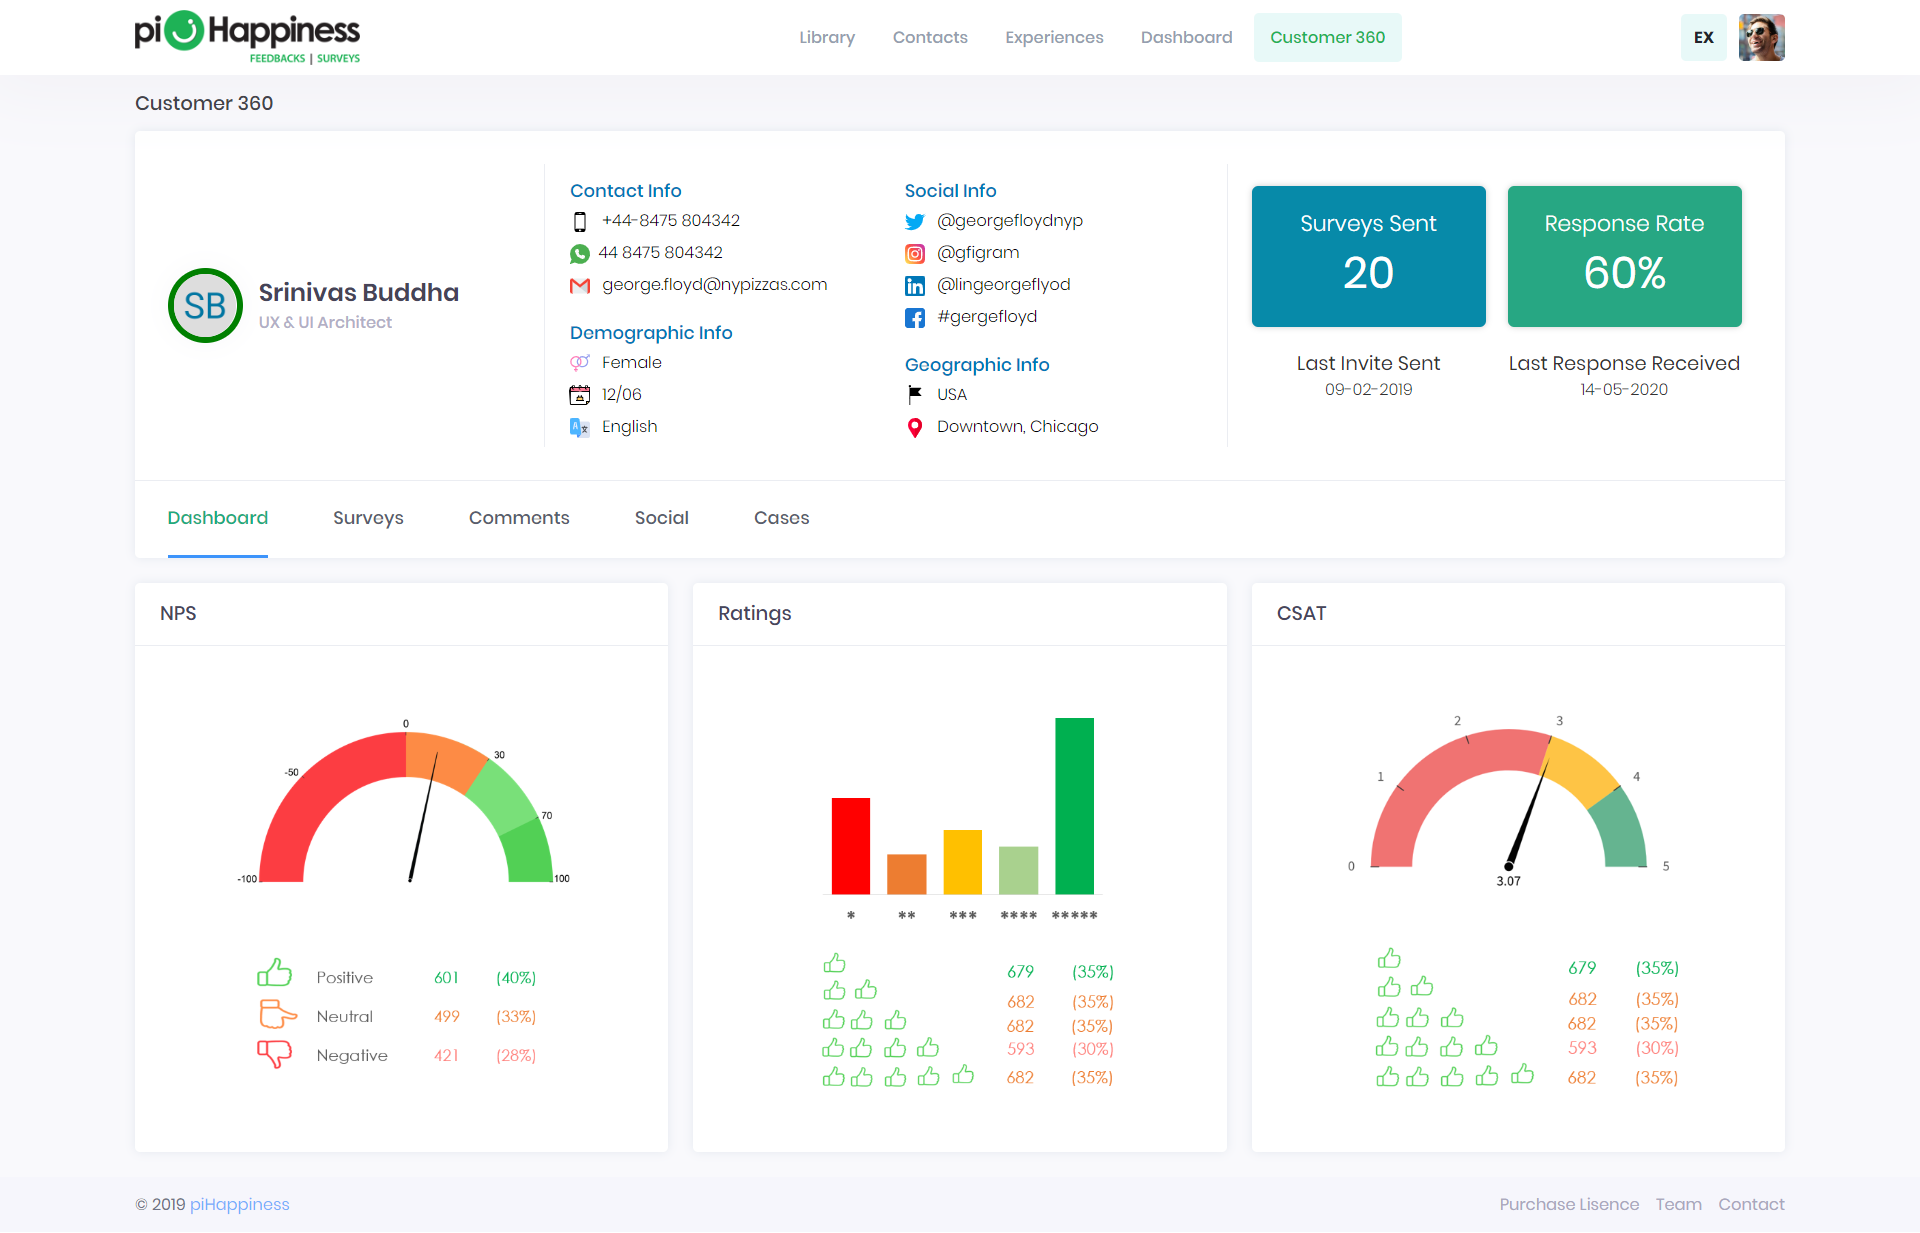 pi Happiness
FEEDBACKS | SURVEYS
Library
Contacts
Experiences
Dashboard
Customer 360
EX
Customer 360
SB
Srinivas Buddha
UX & UI Architect
Contact Info
+44-8475 804342
44 8475 804342
george.floyd@nypizzas.com
Demographic Info
Female
12/06
English
Social Info
@georgefloydnyp
@gfigram
@lingeorgeflyod
#gergefloyd
Geographic Info
USA
Downtown, Chicago
Surveys Sent
20
Response Rate
60%
Last Invite Sent
09-02-2019
Last Response Received
14-05-2020
Dashboard
Surveys
Comments
Social
Cases
NPS
-100
-50
0
30
70
100
Positive 601 (40%)
Neutral 499 (33%)
Negative 421 (28%)
Ratings
* ** *** **** *****
679 (35%)
682 (35%)
682 (35%)
593 (30%)
682 (35%)
CSAT
0
1
2
3
4
5
3.07
679 (35%)
682 (35%)
682 (35%)
593 (30%)
682 (35%)
© 2019 piHappiness
Purchase Lisence
Team
Contact